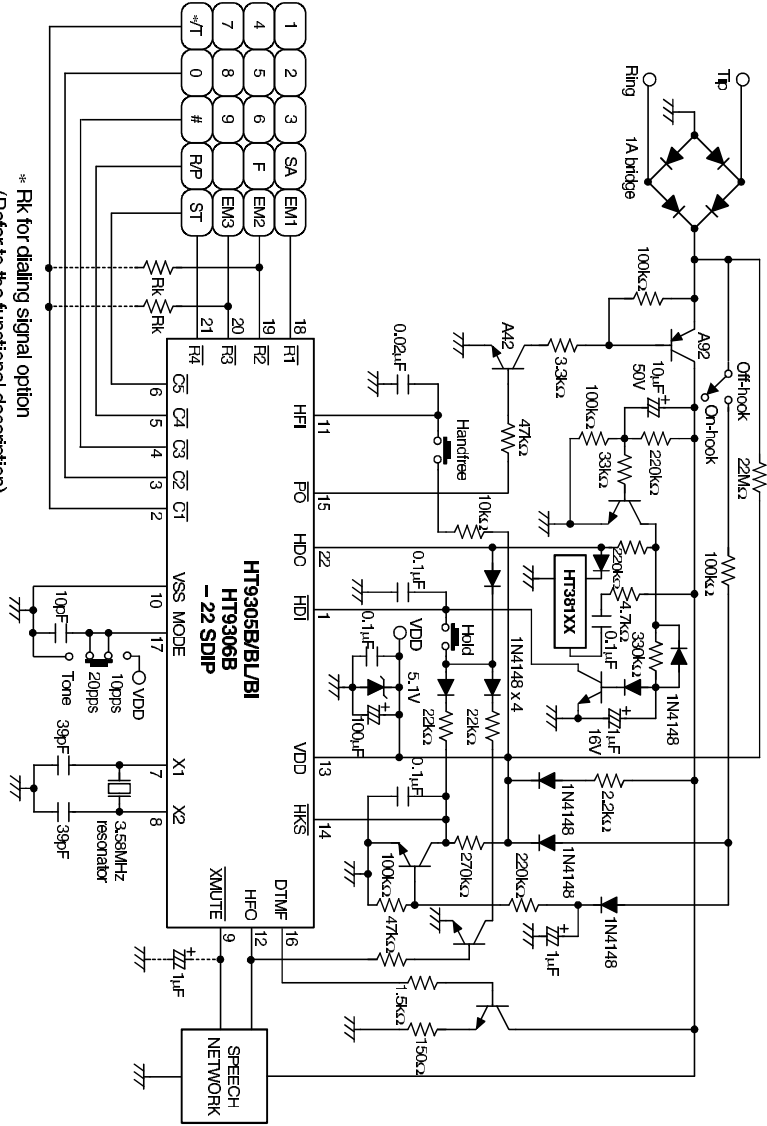 Tip
Ring
1A bridge
A92
100kΩ
Off-hook
On-hook
22MΩ
10µF
50V
100kΩ
220kΩ
33kΩ
100kΩ
3.3kΩ
A42
47kΩ
0.02µF
Handfree
10kΩ
220kΩ
HT381XX
4.7kΩ
0.1µF
330kΩ
1N4148
1µF
16V
0.1µF
Hold
1N4148 x 4
VDD
0.1µF
5.1V
100µF
22kΩ
22kΩ
0.1µF
2.2kΩ
1N4148
1N4148
270kΩ
220kΩ
1N4148
1µF
100kΩ
47kΩ
1.5kΩ
150Ω
1 2 3 SA EM1
4 5 6 F EM2
7 8 9 EM3
*/T 0 # R/P ST
Rk
Rk
18 R1
19 R2
20 R3
21 R4
HFI 11
PO 15
HDC 22
HDI 1
VDD 13
HKS 14
DTMF 16
HFO 12
XMUTE 9
C5 6
C4 5
C3 4
C2 3
C1 2
VSS 10
MODE 17
X1 7
X2 8
HT9305B/BL/BI
HT9306B
– 22 SDIP
10pF
VDD
10pps
20pps
Tone
39pF
39pF
3.58MHz
resonator
1µF
SPEECH
NETWORK
* Rk for dialing signal option
(Refer to the functional description)